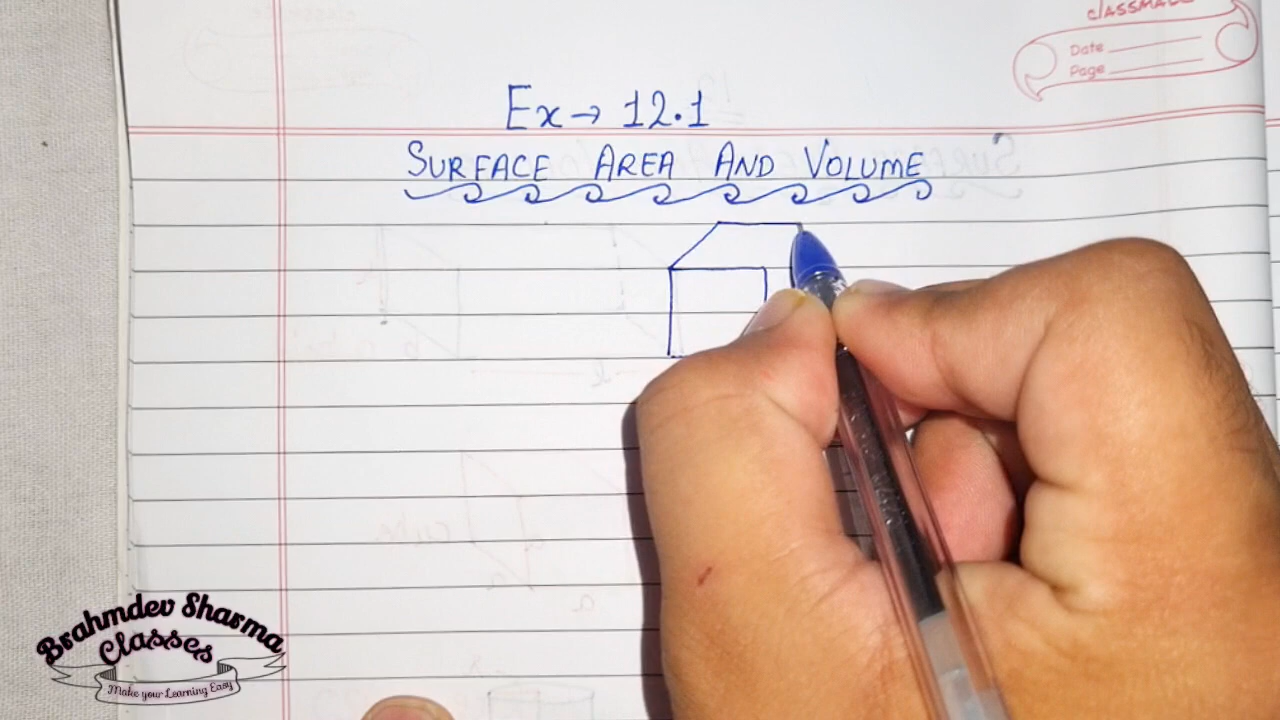 classmate
Date
Page
Ex → 12.1
SURFACE AREA AND VOLUME
Brahmdev Sharma
Classes
Make your Learning Easy